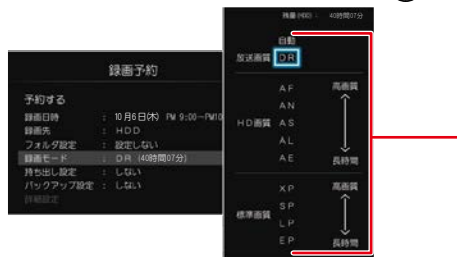 録画予約
予約する
録画日時 : 10月6日(木) PM 9:00~PM10
録画先 : HDD
フォルダ設定 : 設定しない
録画モード : DR (40時間07分)
持ち出し設定 : しない
バックアップ設定 : しない
詳細設定
残量(HDD) : 40時間07分
自動
放送画質 DR
AF 高画質
AN
HD画質 AS
AL
AE 長時間
XP 高画質
標準画質 SP
LP
EP 長時間